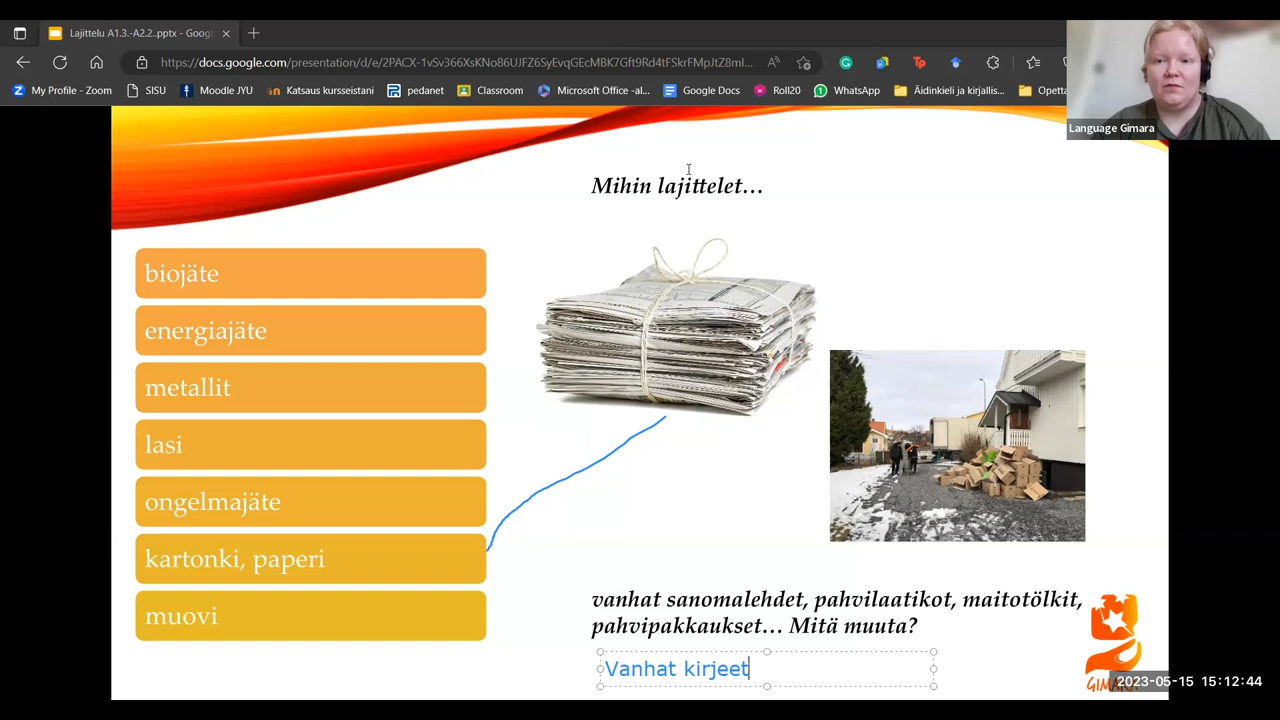 Lajittelu A1.3.-A2.2..pptx - Googl
https://docs.google.com/presentation/d/e/2PACX-1vSv366XsKNo86UJFZ6SyEvqGEcMBK7Gft9Rd4tFSkrFMpJtZ8ml...
My Profile - Zoom
SISU
Moodle JYU
Katsaus kursseistani
pedanet
Classroom
Microsoft Office -al...
Google Docs
Roll20
WhatsApp
Äidinkieli ja kirjallis...
Opetta
Language Gimara
Mihin lajittelet...
biojäte
energiajäte
metallit
lasi
ongelmajäte
kartonki, paperi
muovi
vanhat sanomalehdet, pahvilaatikot, maitotölkit,
pahvipakkaukset... Mitä muuta?
Vanhat kirjeet
GIMARA
2023-05-15 15:12:44